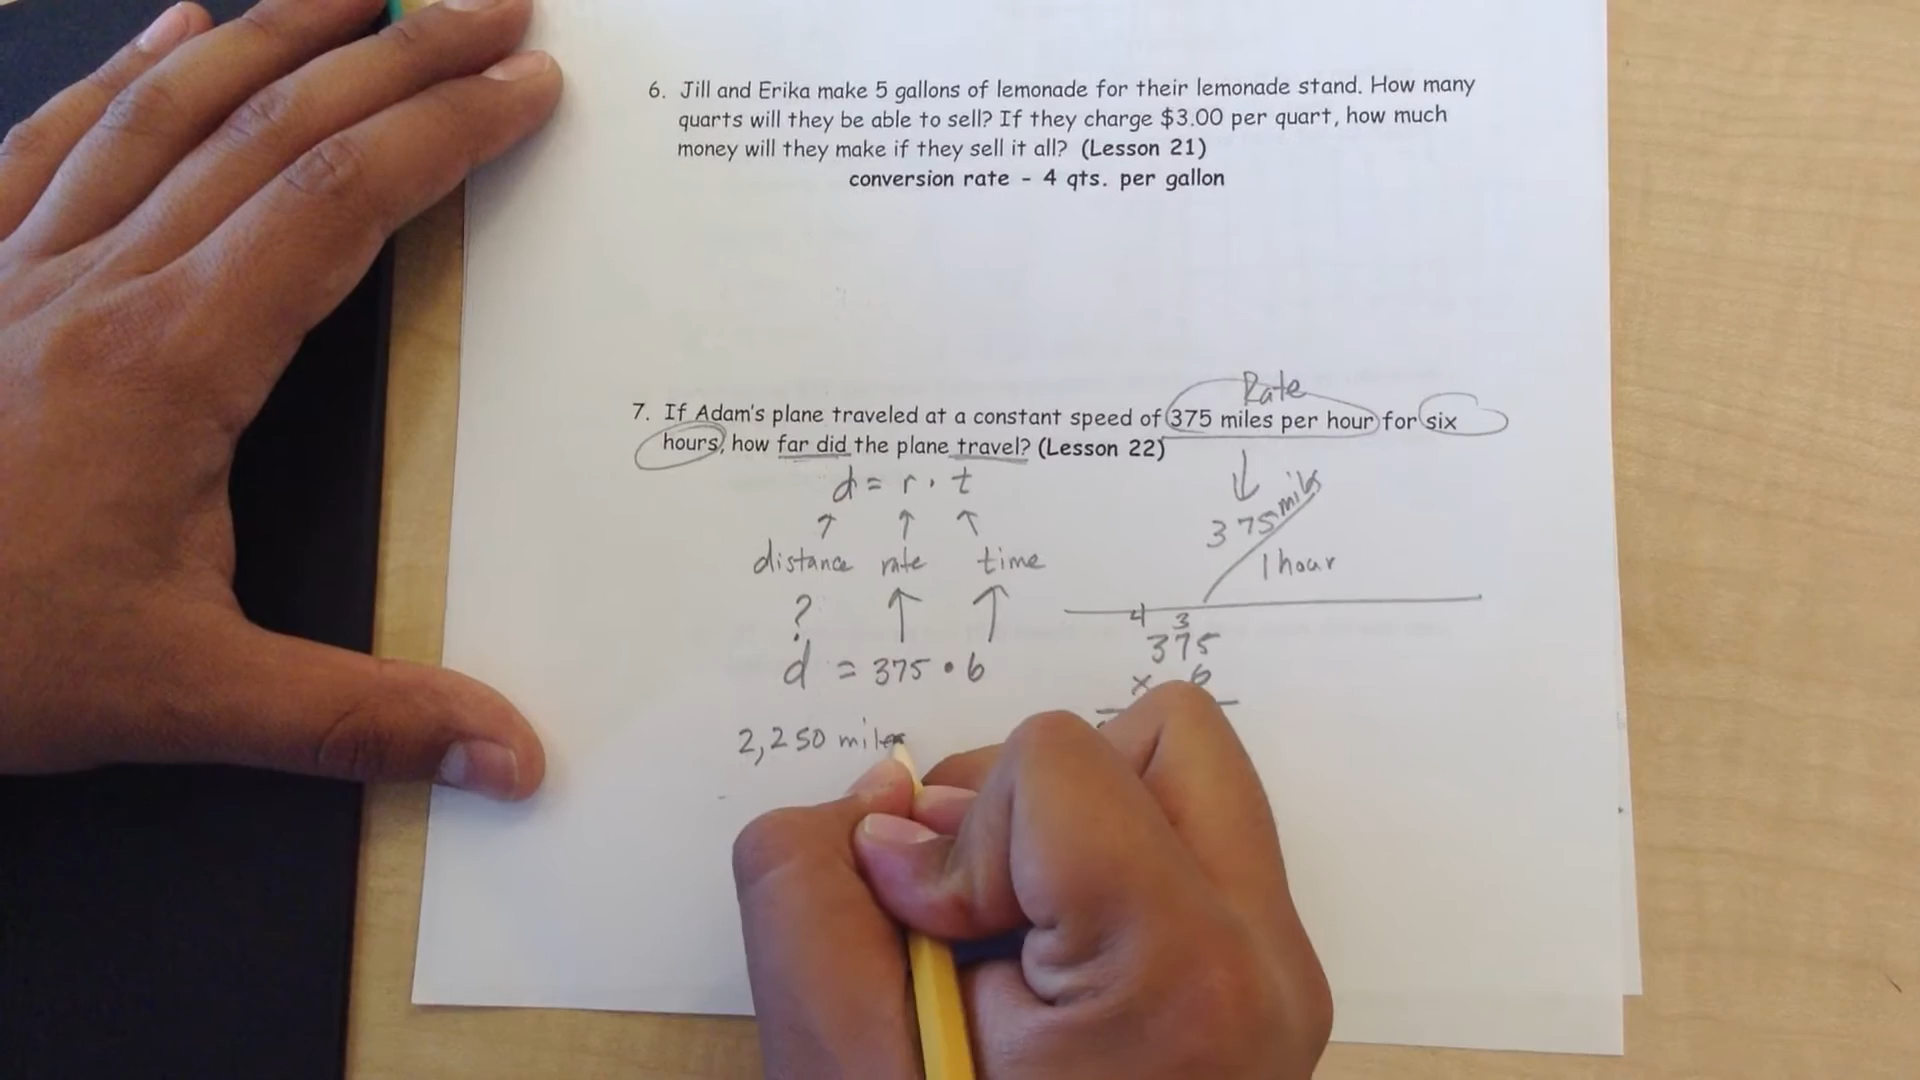 6. Jill and Erika make 5 gallons of lemonade for their lemonade stand. How many
quarts will they be able to sell? If they charge $3.00 per quart, how much
money will they make if they sell it all? (Lesson 21)
conversion rate - 4 qts. per gallon
Rate
7. If Adam's plane traveled at a constant speed of 375 miles per hour for six
hours, how far did the plane travel? (Lesson 22)
d = r · t
distance rate time
?
d = 375 • 6
2,250 miles
375 miles
1 hour
4 3
375
x 6